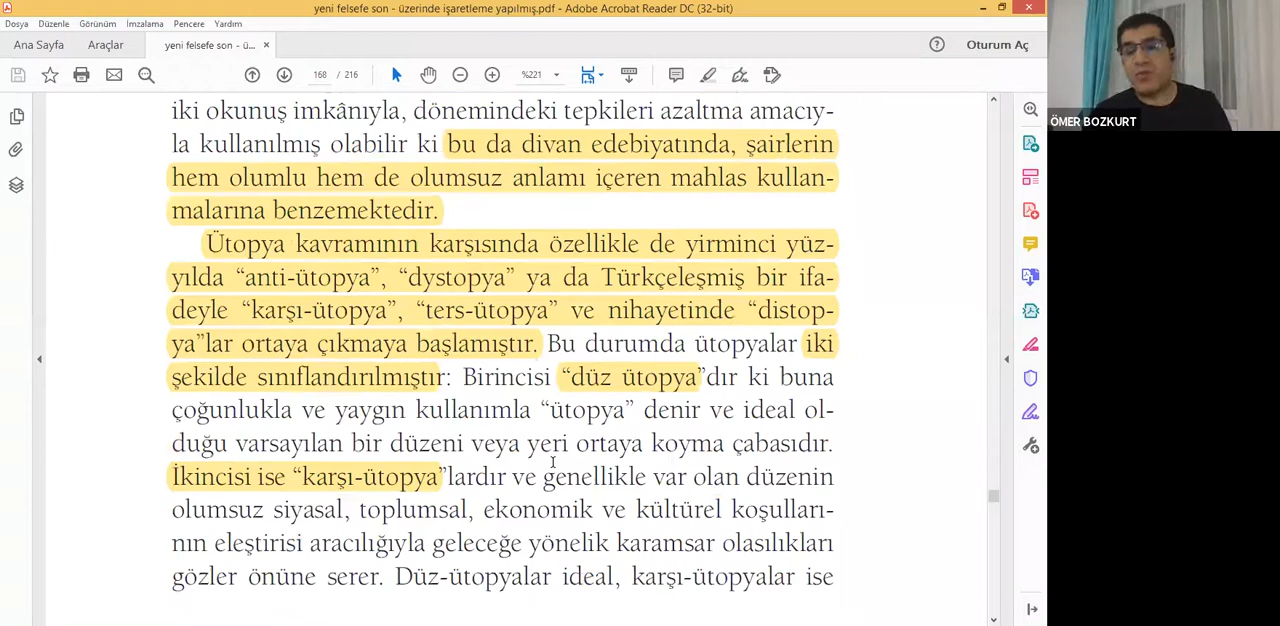 yeni felsefe son - üzerinde işaretleme yapılmış.pdf - Adobe Acrobat Reader DC (32-bit)
Dosya Düzenle Görünüm İmzalama Pencere Yardım
Ana Sayfa Araçlar yeni felsefe son - ü... × Oturum Aç
168 / 216 %221
iki okunuş imkânıyla, dönemindeki tepkileri azaltma amacıy-
la kullanılmış olabilir ki bu da divan edebiyatında, şairlerin
hem olumlu hem de olumsuz anlamı içeren mahlas kullan-
malarına benzemektedir.
Ütopya kavramının karşısında özellikle de yirminci yüz-
yılda “anti-ütopya”, “dystopya” ya da Türkçeleşmiş bir ifa-
deyle “karşı-ütopya”, “ters-ütopya” ve nihayetinde “distop-
ya”lar ortaya çıkmaya başlamıştır. Bu durumda ütopyalar iki
şekilde sınıflandırılmıştır: Birincisi “düz ütopya”dır ki buna
çoğunlukla ve yaygın kullanımla “ütopya” denir ve ideal ol-
duğu varsayılan bir düzeni veya yeri ortaya koyma çabasıdır.
İkincisi ise “karşı-ütopya”lardır ve genellikle var olan düzenin
olumsuz siyasal, toplumsal, ekonomik ve kültürel koşulları-
nın eleştirisi aracılığıyla geleceğe yönelik karamsar olasılıkları
gözler önüne serer. Düz-ütopyalar ideal, karşı-ütopyalar ise
ÖMER BOZKURT